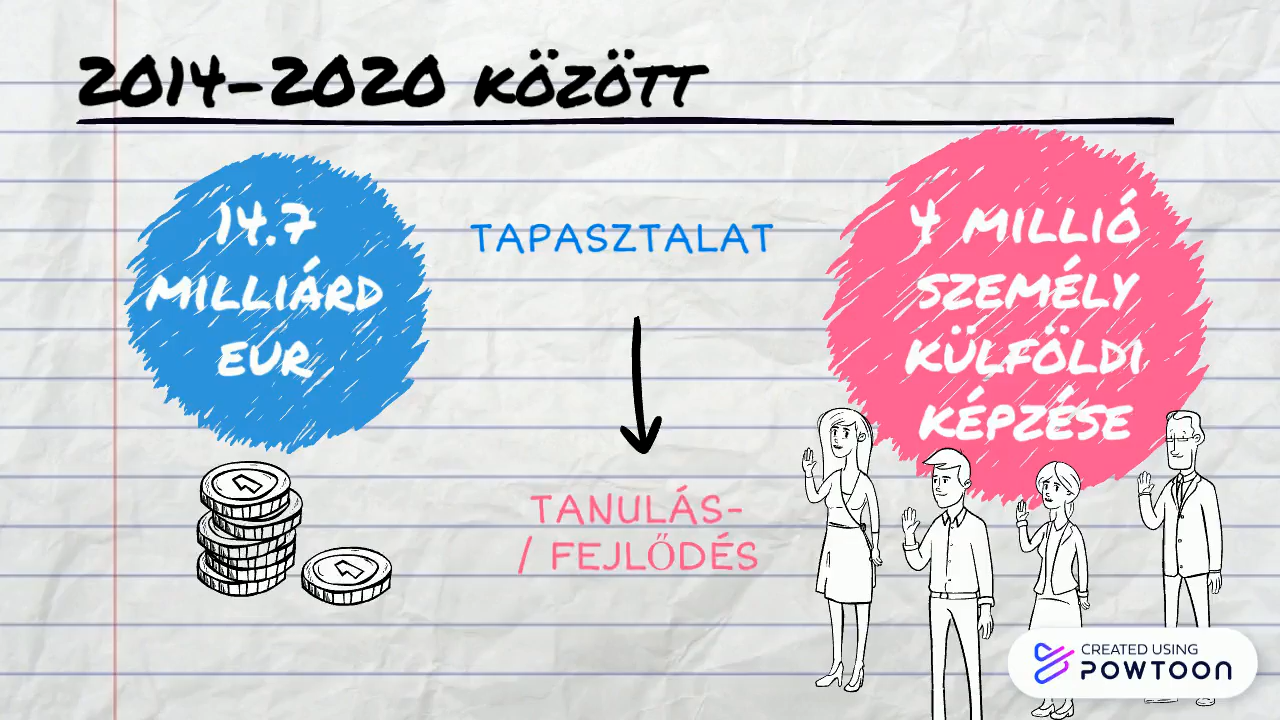 2014-2020 KÖZÖTT
14.7
MILLIÁRD
EUR
TAPASZTALAT
TANULÁS-
/ FEJLŐDÉS
4 MILLIÓ
SZEMÉLY
KÜLFÖLDI
KÉPZÉSE
CREATED USING
POWTOON